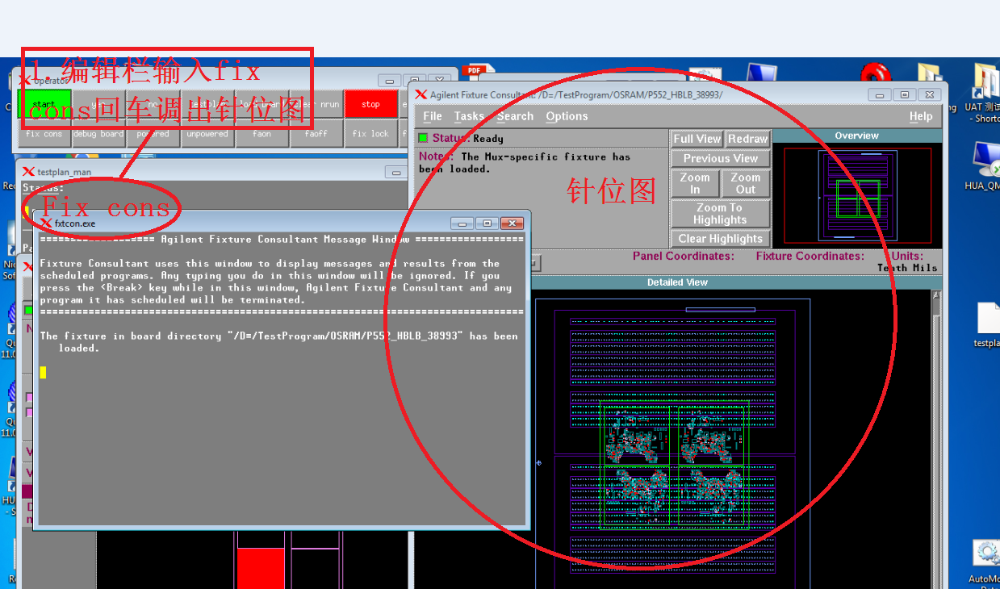 1.编辑栏输入fix
cons回车调出针位图
operator
start
stop
fix cons
debug board
powered
unpowered
faon
faoff
fix lock
PDF
testplan_man
Status:
Fix cons
fxtcon.exe
=================== Agilent Fixture Consultant Message Window ===================
Fixture Consultant uses this window to display messages and results from the
scheduled programs. Any typing you do in this window will be ignored. If you
press the <Break> key while in this window, Agilent Fixture Consultant and any
program it has scheduled will be terminated.
The fixture in board directory "/D=/TestProgram/OSRAM/P552_HBLB_38993" has been
loaded.
Agilent Fixture Consultant: /D=/TestProgram/OSRAM/P552_HBLB_38993/
File Tasks Search Options Help
Status: Ready
Notes: The Mux-specific fixture has
been loaded.
针位图
Full View Redraw
Previous View
Zoom In
Zoom Out
Zoom To
Highlights
Clear Highlights
Overview
Panel Coordinates: Fixture Coordinates: Units:
Tenth Mils
Detailed View
UAT 测试
- Shortc
HUA_QM
testpla
AutoMo